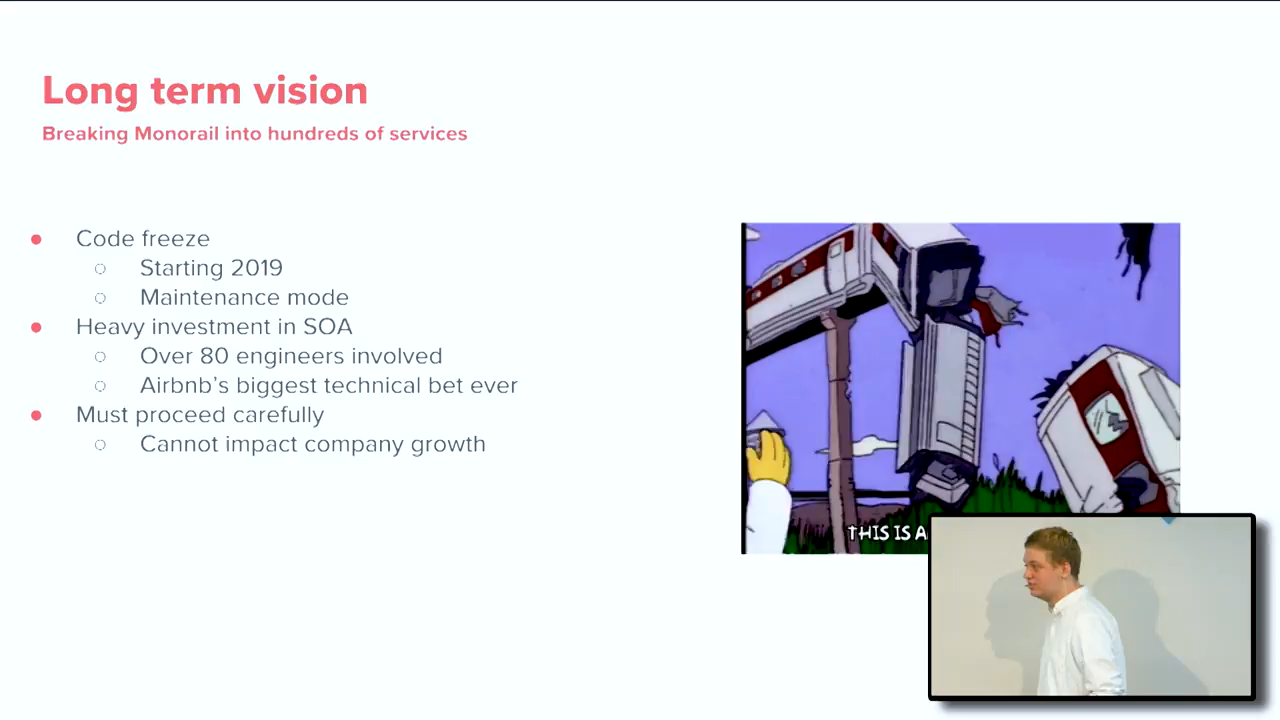 Long term vision
Breaking Monorail into hundreds of services
Code freeze
Starting 2019
Maintenance mode
Heavy investment in SOA
Over 80 engineers involved
Airbnb's biggest technical bet ever
Must proceed carefully
Cannot impact company growth
THIS IS